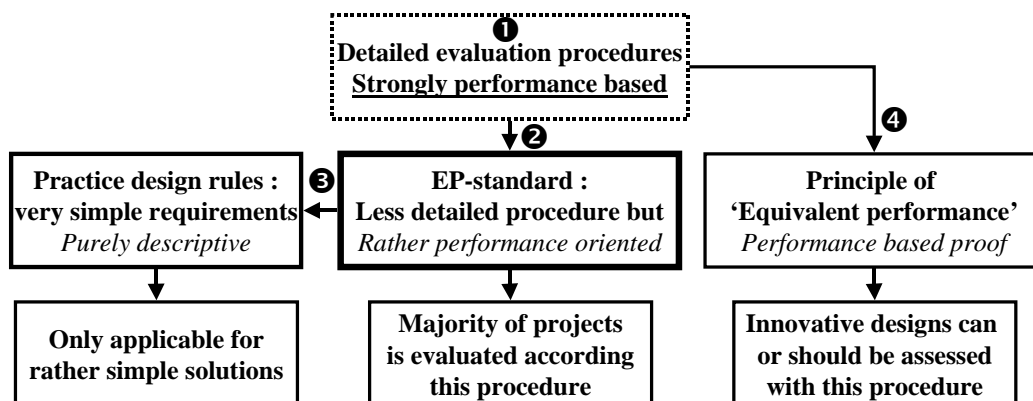 ❶
Detailed evaluation procedures
Strongly performance based
❷
❹
❸
Practice design rules :
very simple requirements
Purely descriptive
EP-standard :
Less detailed procedure but
Rather performance oriented
Principle of
‘Equivalent performance’
Performance based proof
Only applicable for
rather simple solutions
Majority of projects
is evaluated according
this procedure
Innovative designs can
or should be assessed
with this procedure